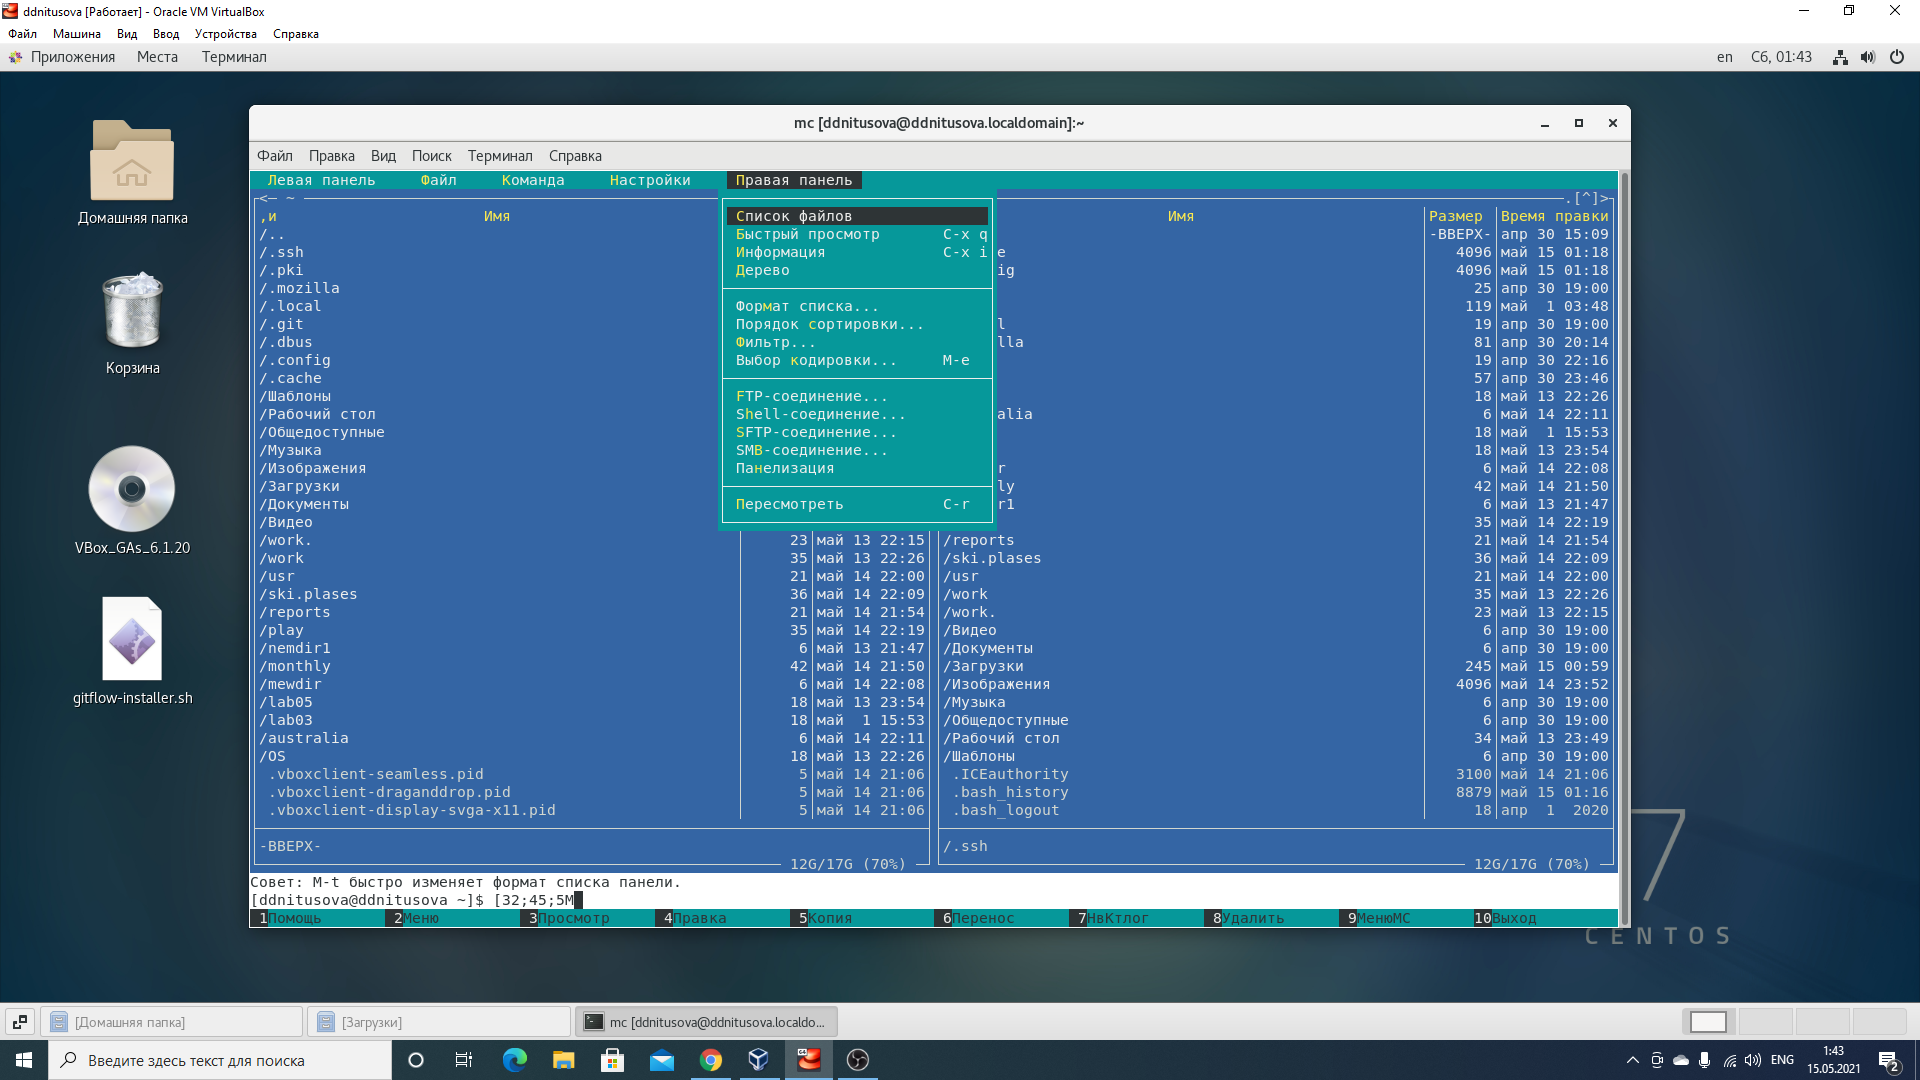 ddnitusova [Работает] - Oracle VM VirtualBox
Файл Машина Вид Ввод Устройства Справка
Приложения Места Терминал en Сб, 01:43
Домашняя папка
Корзина
VBox_GAs_6.1.20
gitflow-installer.sh
mc [ddnitusova@ddnitusova.localdomain]:~
Файл Правка Вид Поиск Терминал Справка
Левая панель Файл Команда Настройки Правая панель
<─ ~ .[^]>
,и Имя
/..
/.ssh
/.pki
/.mozilla
/.local
/.git
/.dbus
/.config
/.cache
/Шаблоны
/Рабочий стол
/Общедоступные
/Музыка
/Изображения
/Загрузки
/Документы
/Видео
/work. 23 май 13 22:15
/work 35 май 13 22:26
/usr 21 май 14 22:00
/ski.plases 36 май 14 22:09
/reports 21 май 14 21:54
/play 35 май 14 22:19
/nemdir1 6 май 13 21:47
/monthly 42 май 14 21:50
/mewdir 6 май 14 22:08
/lab05 18 май 13 23:54
/lab03 18 май 1 15:53
/australia 6 май 14 22:11
/OS 18 май 13 22:26
.vboxclient-seamless.pid 5 май 14 21:06
.vboxclient-draganddrop.pid 5 май 14 21:06
.vboxclient-display-svga-x11.pid 5 май 14 21:06
-ВВЕРХ-
12G/17G (70%)
Список файлов
Быстрый просмотр C-x q
Информация C-x i
Дерево
Формат списка...
Порядок сортировки...
Фильтр...
Выбор кодировки... M-e
FTP-соединение...
Shell-соединение...
SFTP-соединение...
SMB-соединение...
Панелизация
Пересмотреть C-r
Имя Размер Время правки
-ВВЕРХ- апр 30 15:09
e 4096 май 15 01:18
ig 4096 май 15 01:18
25 апр 30 19:00
119 май 1 03:48
l 19 апр 30 19:00
lla 81 апр 30 20:14
19 апр 30 22:16
57 апр 30 23:46
18 май 13 22:26
alia 6 май 14 22:11
18 май 1 15:53
18 май 13 23:54
r 6 май 14 22:08
ly 42 май 14 21:50
r1 6 май 13 21:47
35 май 14 22:19
/reports 21 май 14 21:54
/ski.plases 36 май 14 22:09
/usr 21 май 14 22:00
/work 35 май 13 22:26
/work. 23 май 13 22:15
/Видео 6 апр 30 19:00
/Документы 6 апр 30 19:00
/Загрузки 245 май 15 00:59
/Изображения 4096 май 14 23:52
/Музыка 6 апр 30 19:00
/Общедоступные 6 апр 30 19:00
/Рабочий стол 34 май 13 23:49
/Шаблоны 6 апр 30 19:00
.ICEauthority 3100 май 14 21:06
.bash_history 8879 май 15 01:16
.bash_logout 18 апр 1 2020
/.ssh
12G/17G (70%)
Совет: M-t быстро изменяет формат списка панели.
[ddnitusova@ddnitusova ~]$ [32;45;5M
1Помощь 2Меню 3Просмотр 4Правка 5Копия 6Перенос 7НвКтлог 8Удалить 9МенюМС 10Выход
7
CENTOS
[Домашняя папка] [Загрузки] mc [ddnitusova@ddnitusova.localdo...
Введите здесь текст для поиска
64
ENG
1:43
15.05.2021
2